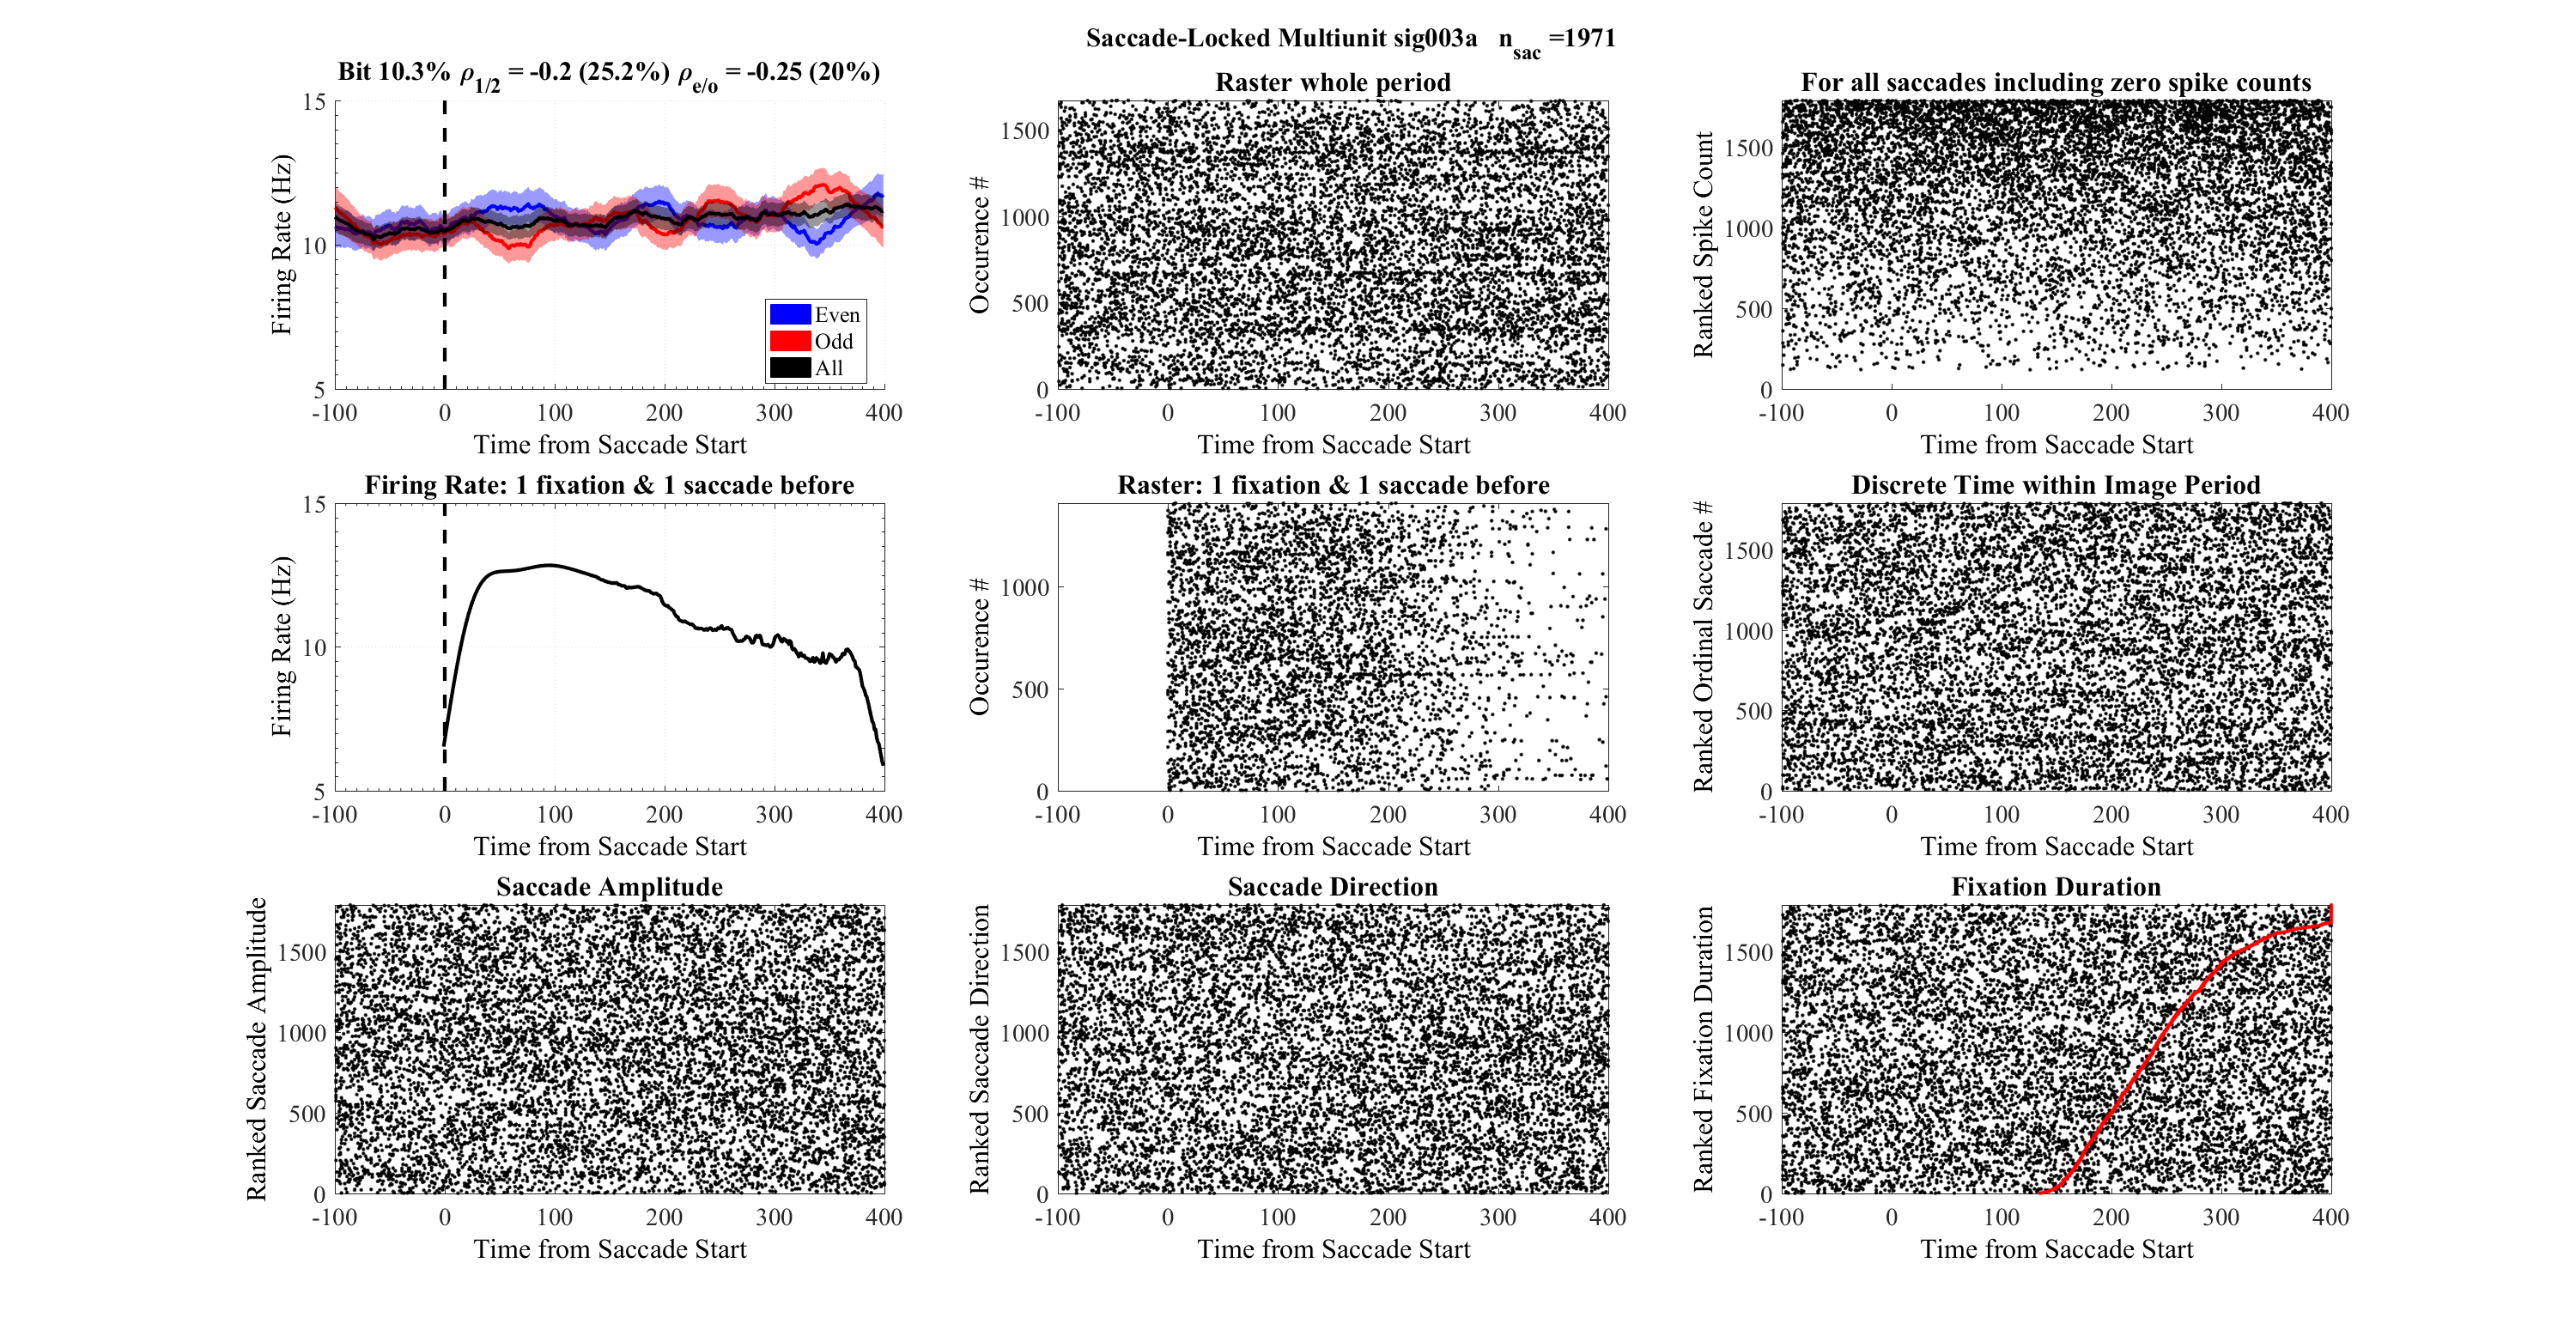 Saccade-Locked Multiunit sig003a n_sac =1971
Bit 10.3% ρ_1/2 = -0.2 (25.2%) ρ_e/o = -0.25 (20%)
15
10
5
Firing Rate (Hz)
Even
Odd
All
-100 0 100 200 300 400
Time from Saccade Start
Raster whole period
1500
1000
500
0
Occurence #
-100 0 100 200 300 400
Time from Saccade Start
For all saccades including zero spike counts
1500
1000
500
0
Ranked Spike Count
-100 0 100 200 300 400
Time from Saccade Start
Firing Rate: 1 fixation & 1 saccade before
15
10
5
Firing Rate (Hz)
-100 0 100 200 300 400
Time from Saccade Start
Raster: 1 fixation & 1 saccade before
1000
500
0
Occurence #
-100 0 100 200 300 400
Time from Saccade Start
Discrete Time within Image Period
1500
1000
500
0
Ranked Ordinal Saccade #
-100 0 100 200 300 400
Time from Saccade Start
Saccade Amplitude
1500
1000
500
0
Ranked Saccade Amplitude
-100 0 100 200 300 400
Time from Saccade Start
Saccade Direction
1500
1000
500
0
Ranked Saccade Direction
-100 0 100 200 300 400
Time from Saccade Start
Fixation Duration
1500
1000
500
0
Ranked Fixation Duration
-100 0 100 200 300 400
Time from Saccade Start